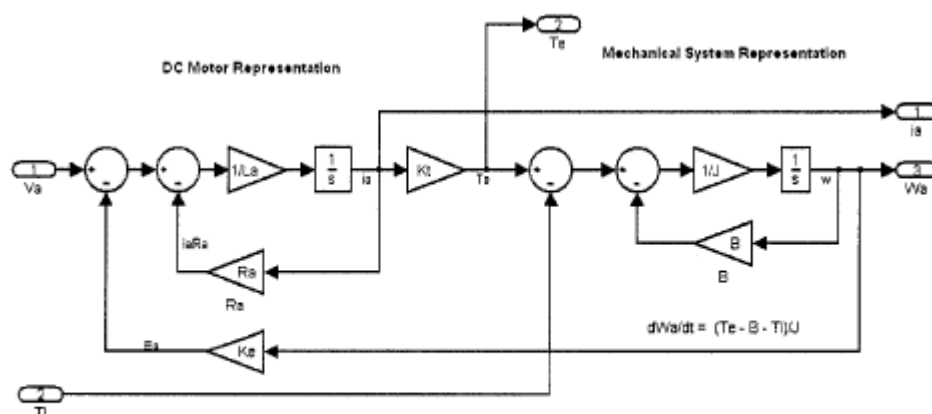 2
Te
DC Motor Representation
Mechanical System Representation
1
ia
1
Va
1/La
1
s
ia
Kt
Te
1/J
1
s
w
3
Wa
iaRa
Ra
Ra
B
B
dWa/dt = (Te - B - Tl)/J
Ea
Ke
2
Tl